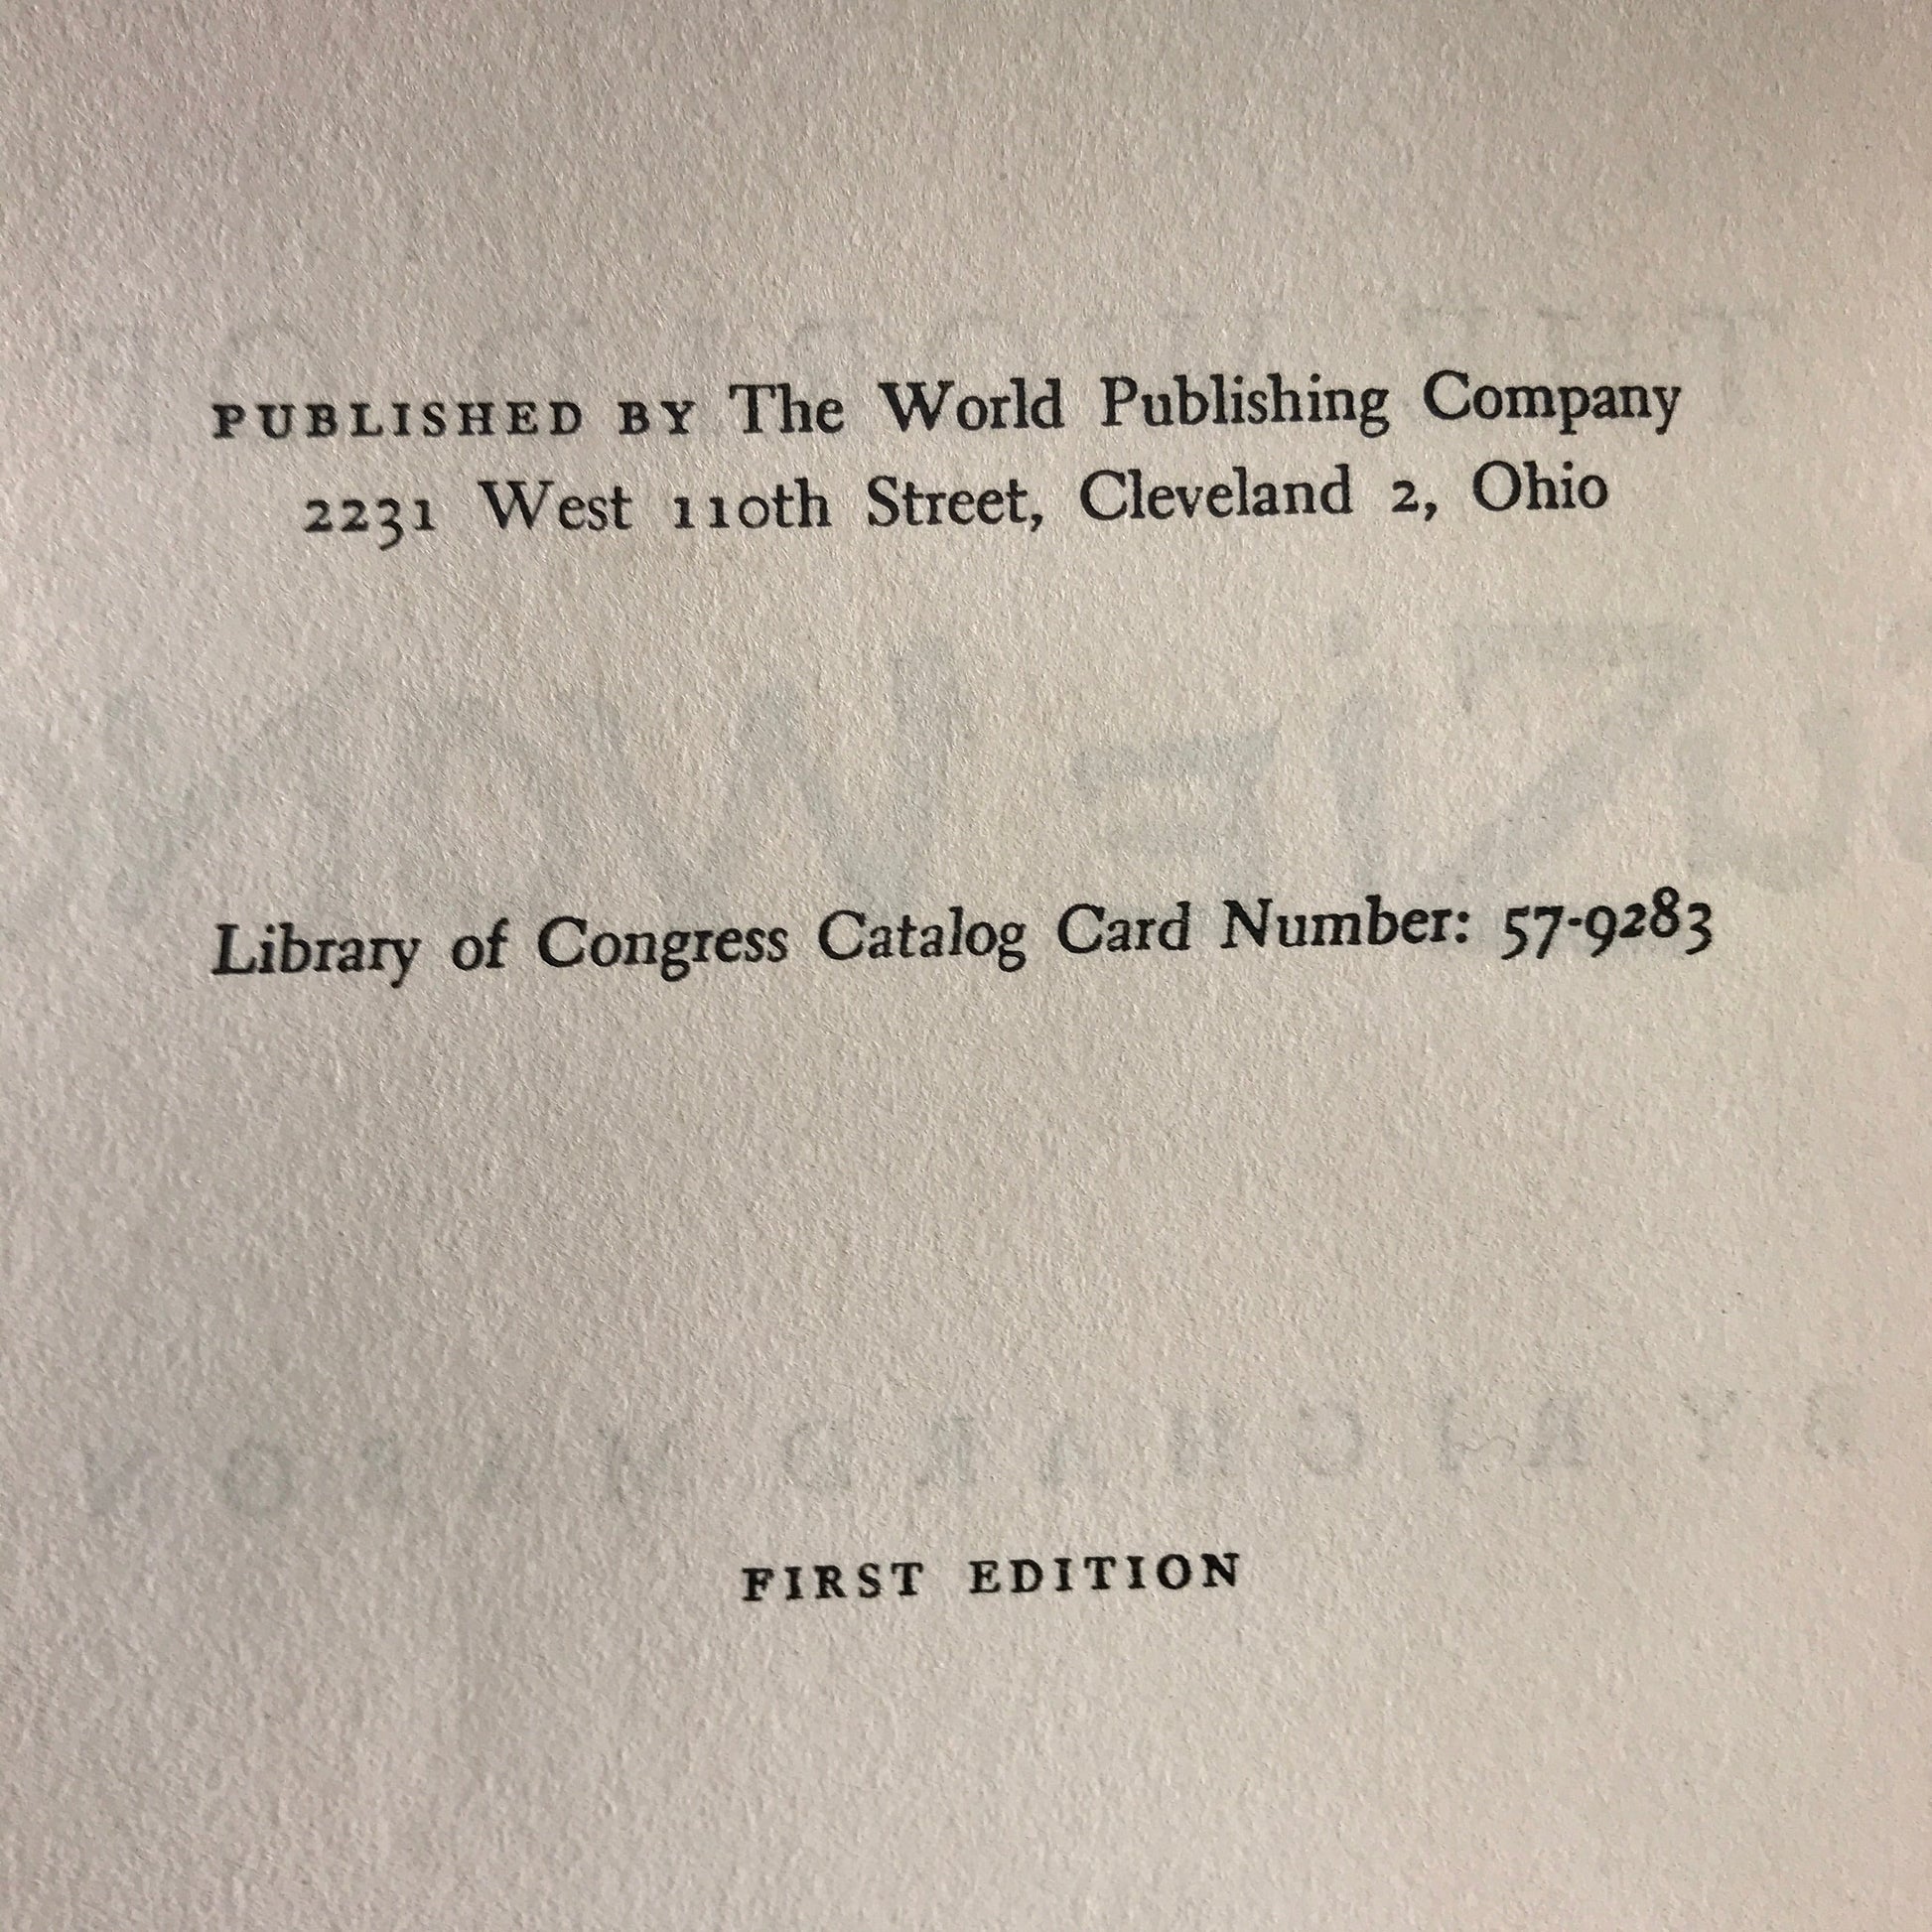 PUBLISHED BY The World Publishing Company
2231 West 110th Street, Cleveland 2, Ohio
Library of Congress Catalog Card Number: 57-9283
FIRST EDITION